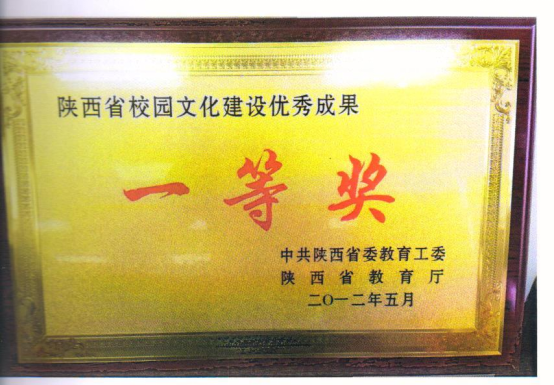 陕西省校园文化建设优秀成果
一等奖
中共陕西省委教育工委
陕西省教育厅
二〇一二年五月